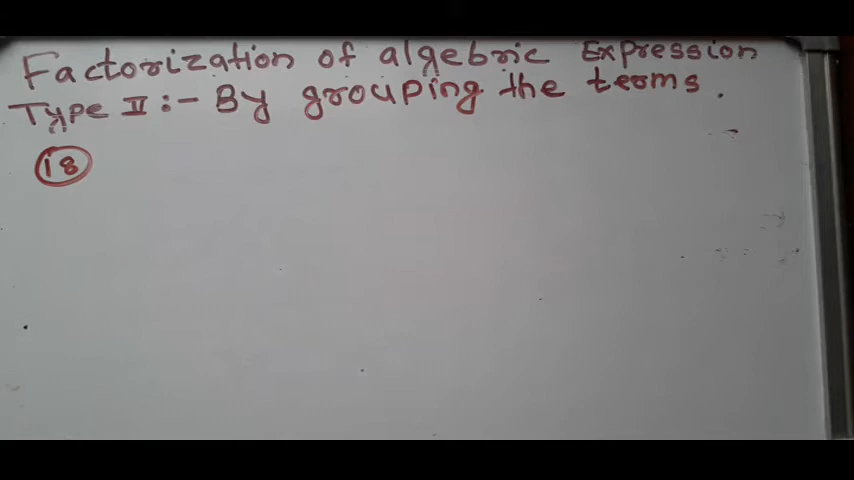 Factorization of algebric Expression
Type II :- By grouping the terms.
18